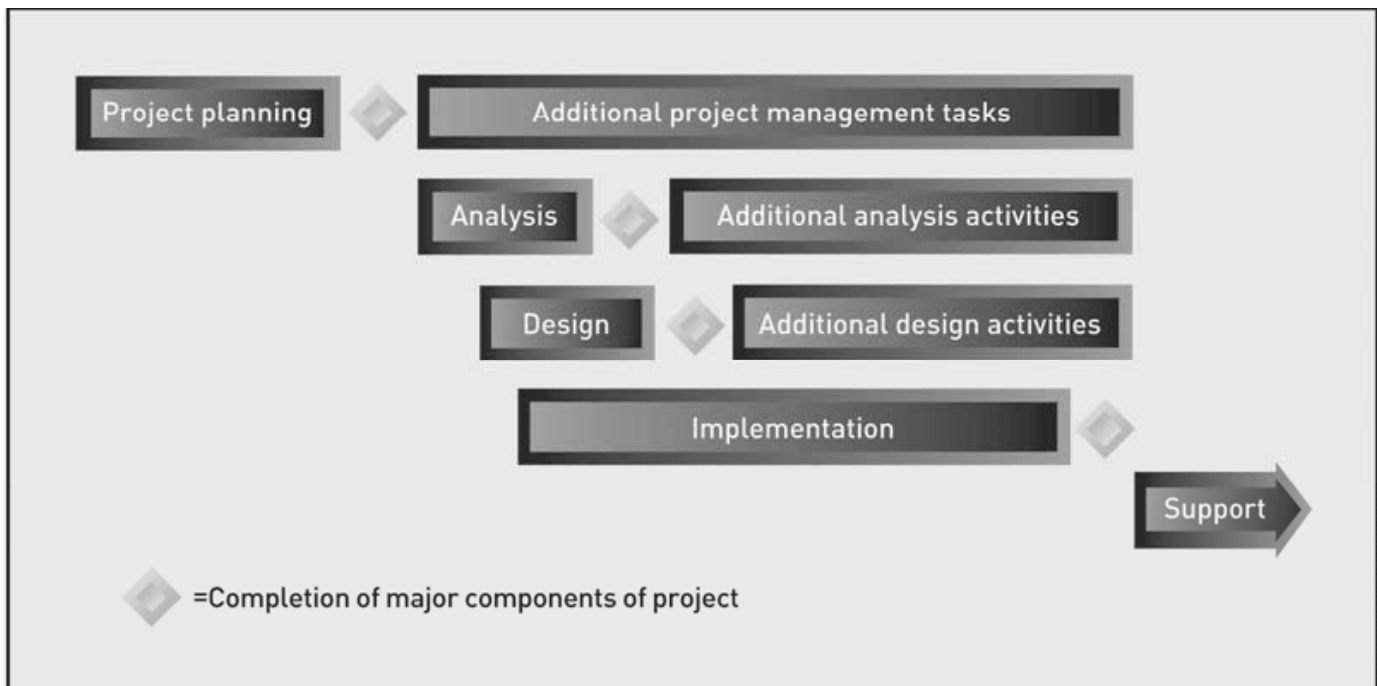 Project planning
Additional project management tasks
Analysis
Additional analysis activities
Design
Additional design activities
Implementation
Support
=Completion of major components of project